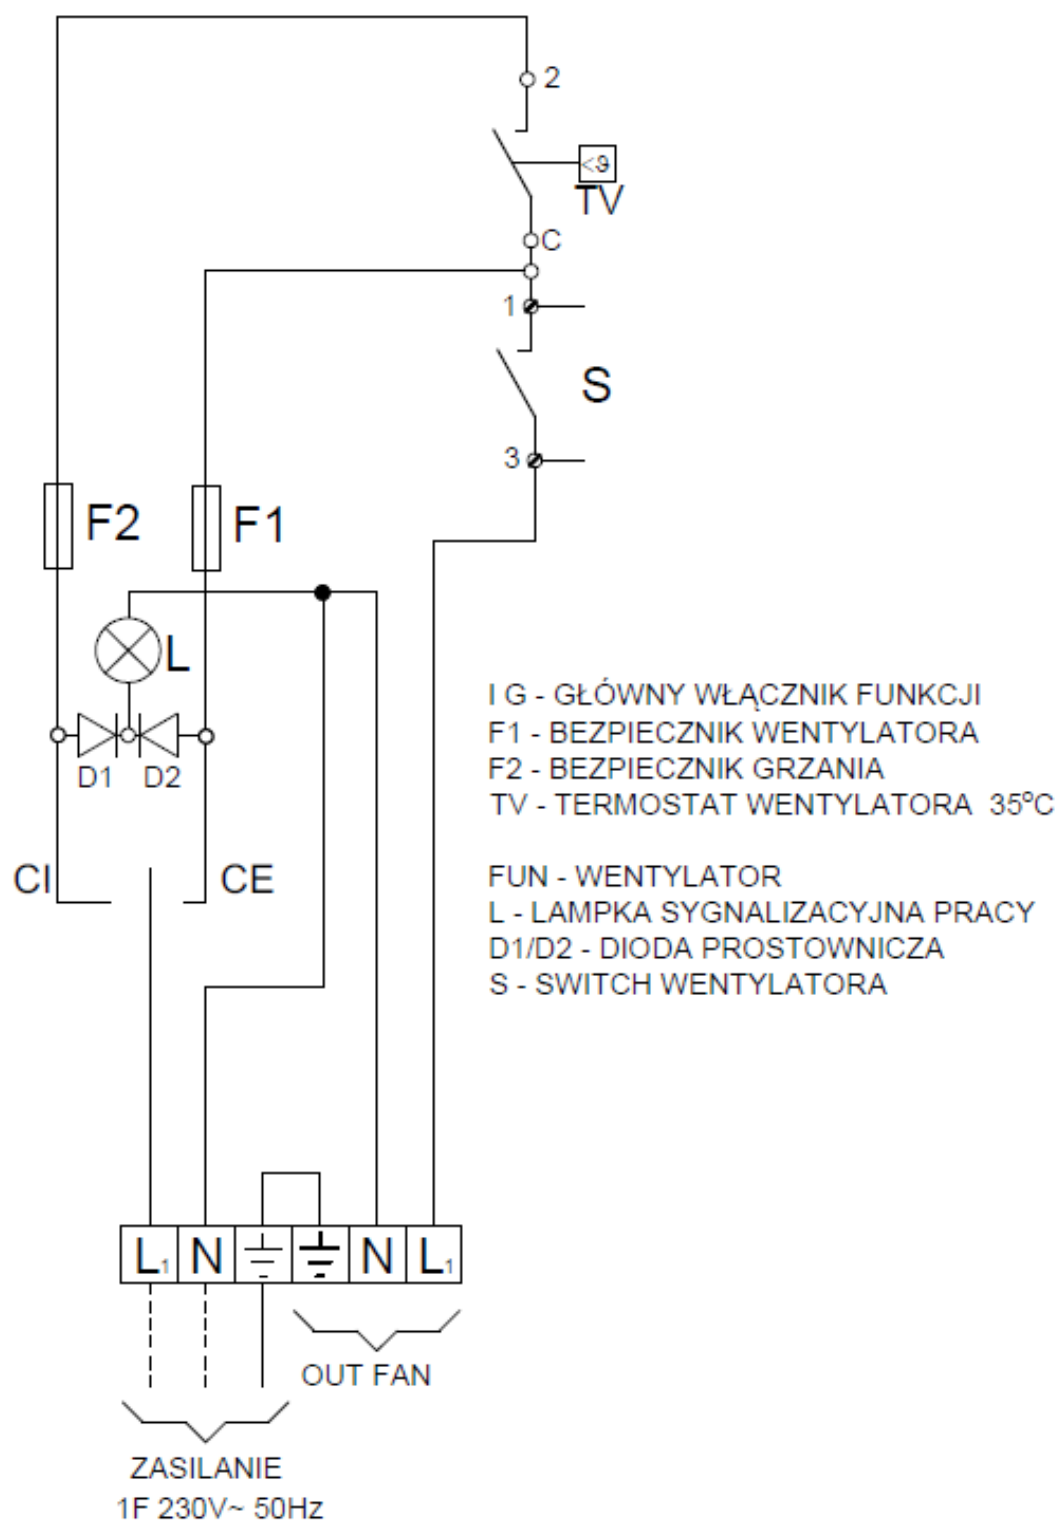 2
<ϑ
TV
C
1
S
3
F2
F1
L
D1 D2
CI
CE
I G - GŁÓWNY WŁĄCZNIK FUNKCJI
F1 - BEZPIECZNIK WENTYLATORA
F2 - BEZPIECZNIK GRZANIA
TV - TERMOSTAT WENTYLATORA 35ºC
FUN - WENTYLATOR
L - LAMPKA SYGNALIZACYJNA PRACY
D1/D2 - DIODA PROSTOWNICZA
S - SWITCH WENTYLATORA
L1 N N L1
OUT FAN
ZASILANIE
1F 230V~ 50Hz